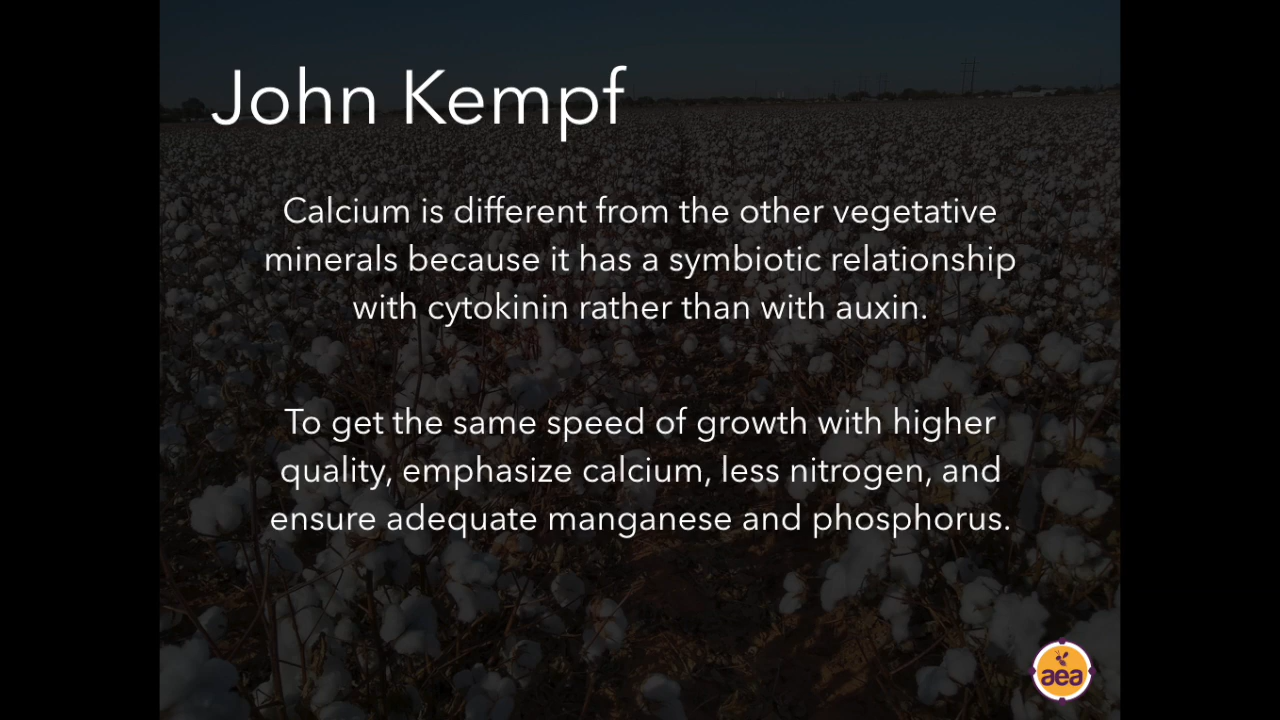 John Kempf
Calcium is different from the other vegetative
minerals because it has a symbiotic relationship
with cytokinin rather than with auxin.
To get the same speed of growth with higher
quality, emphasize calcium, less nitrogen, and
ensure adequate manganese and phosphorus.
aea